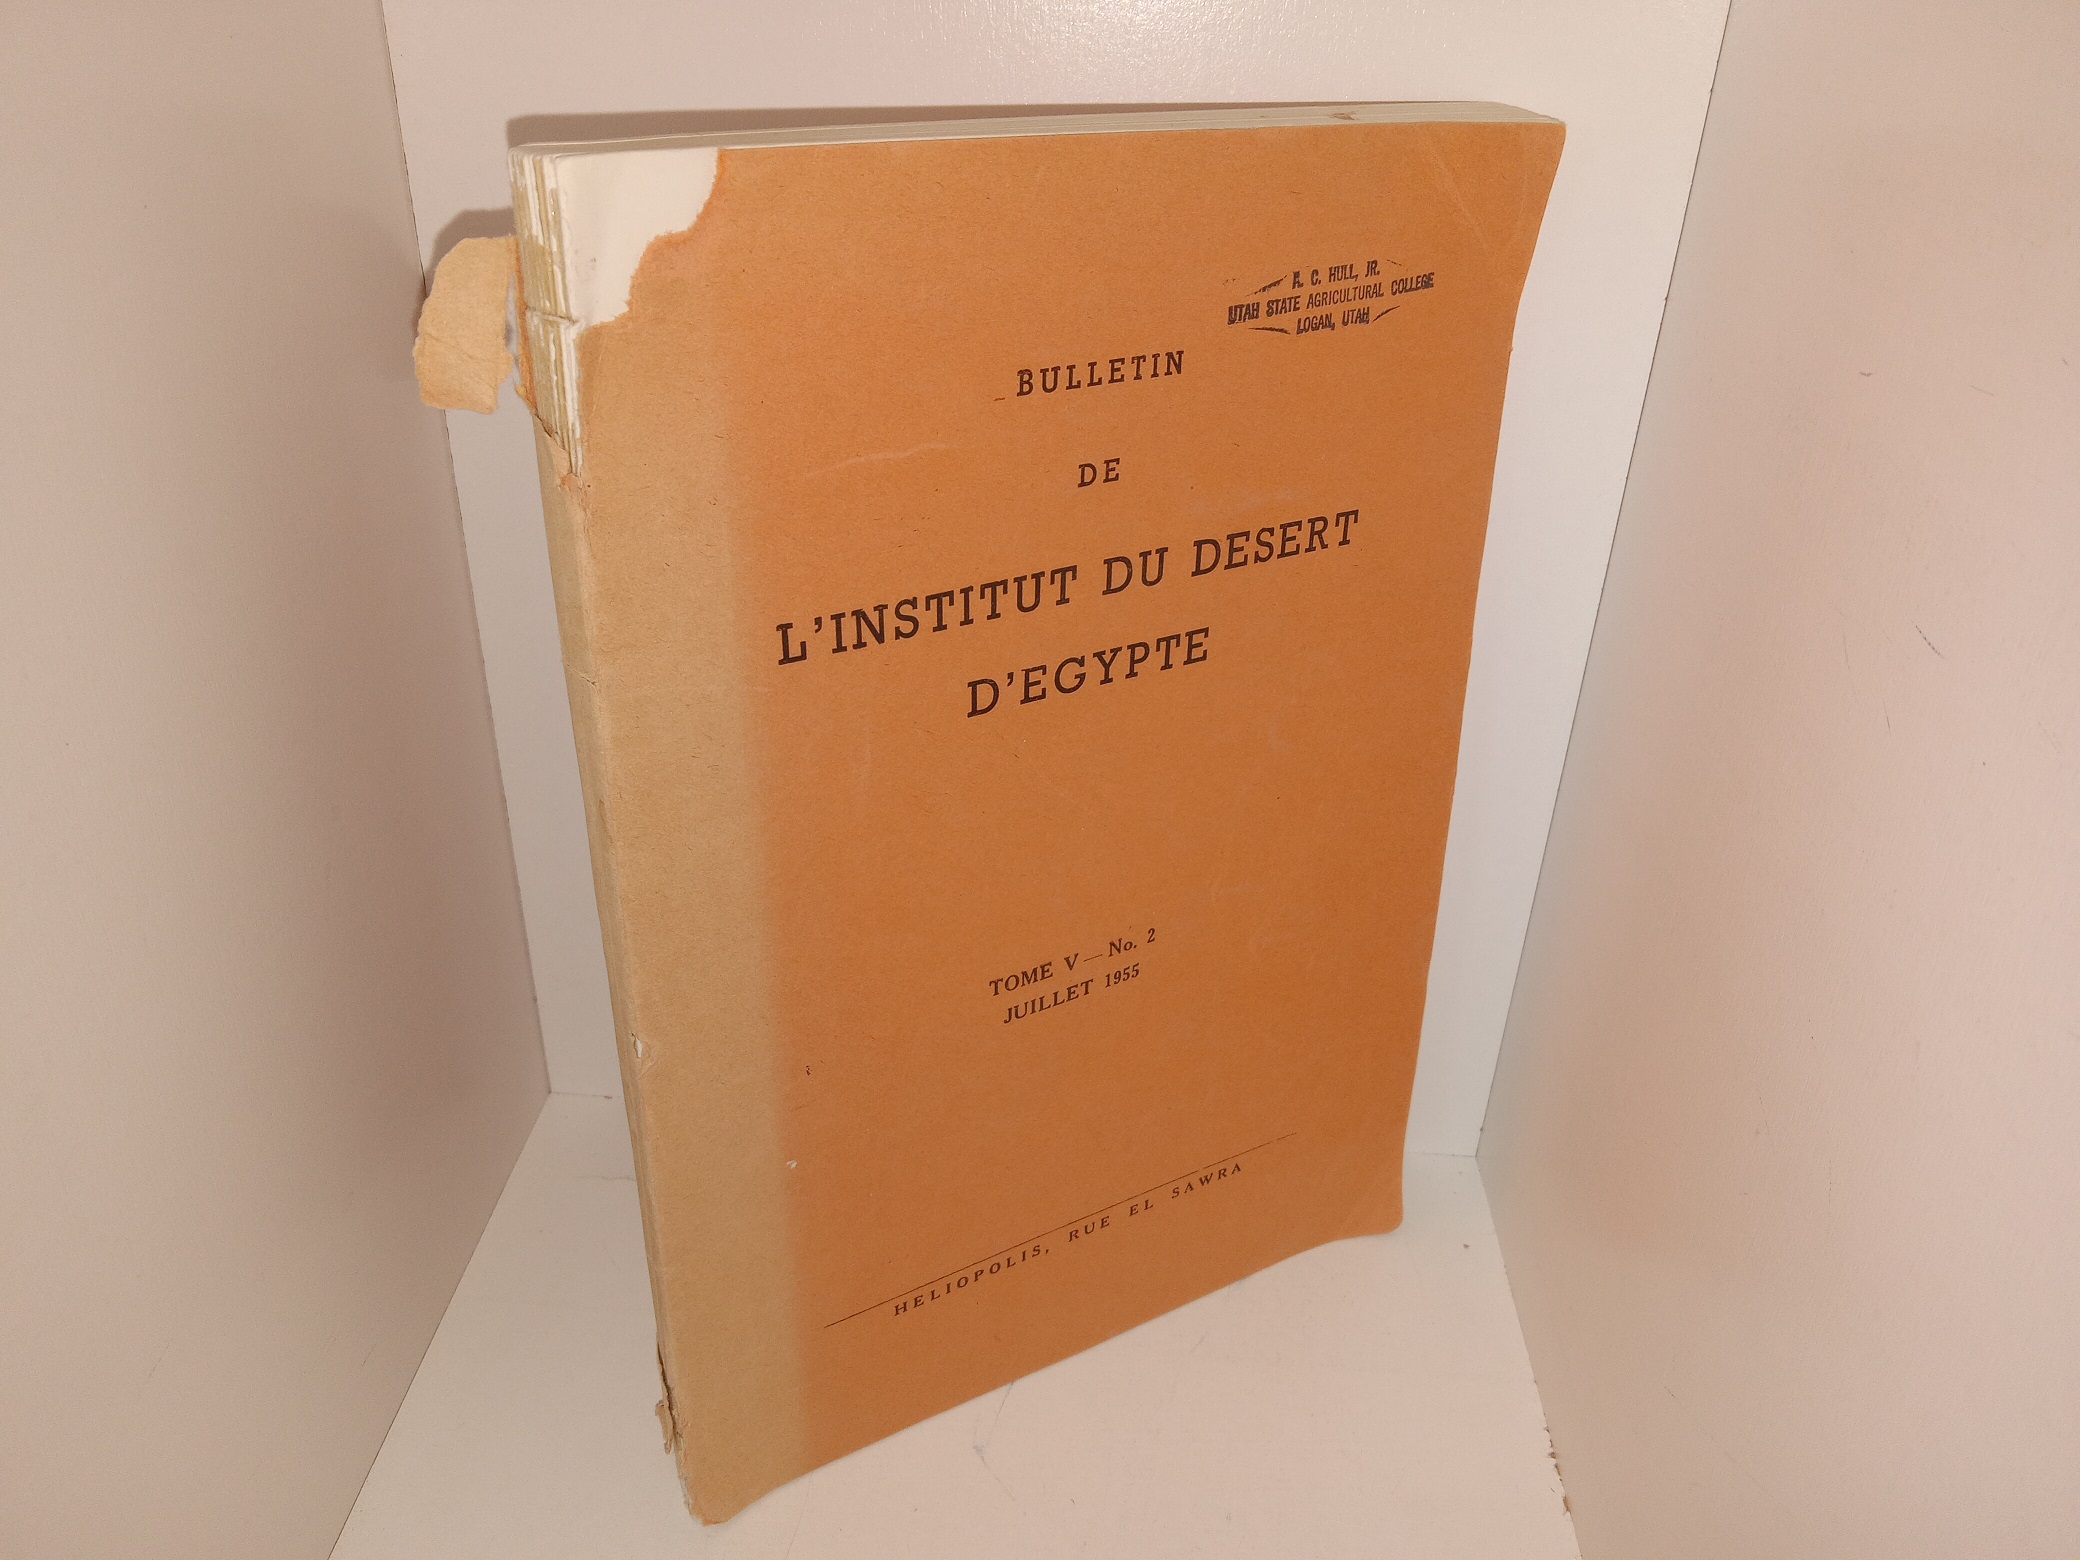 A. C. HULL, JR.
UTAH STATE AGRICULTURAL COLLEGE
LOGAN, UTAH
BULLETIN
DE
L'INSTITUT DU DESERT
D'EGYPTE
TOME V — No. 2
JUILLET 1955
HELIOPOLIS, RUE EL SAWRA